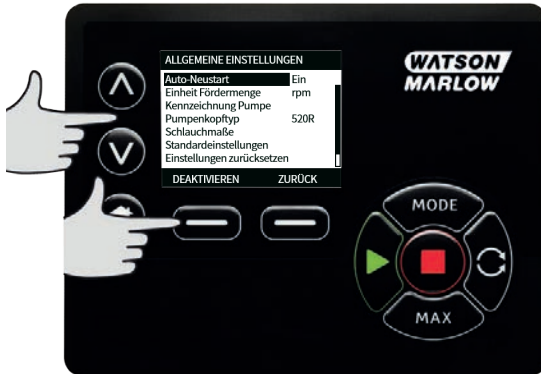 WATSON
MARLOW
ALLGEMEINE EINSTELLUNGEN
Auto-Neustart Ein
Einheit Fördermenge rpm
Kennzeichnung Pumpe
Pumpenkopftyp 520R
Schlauchmaße
Standardeinstellungen
Einstellungen zurücksetzen
DEAKTIVIEREN ZURÜCK
MODE
MAX